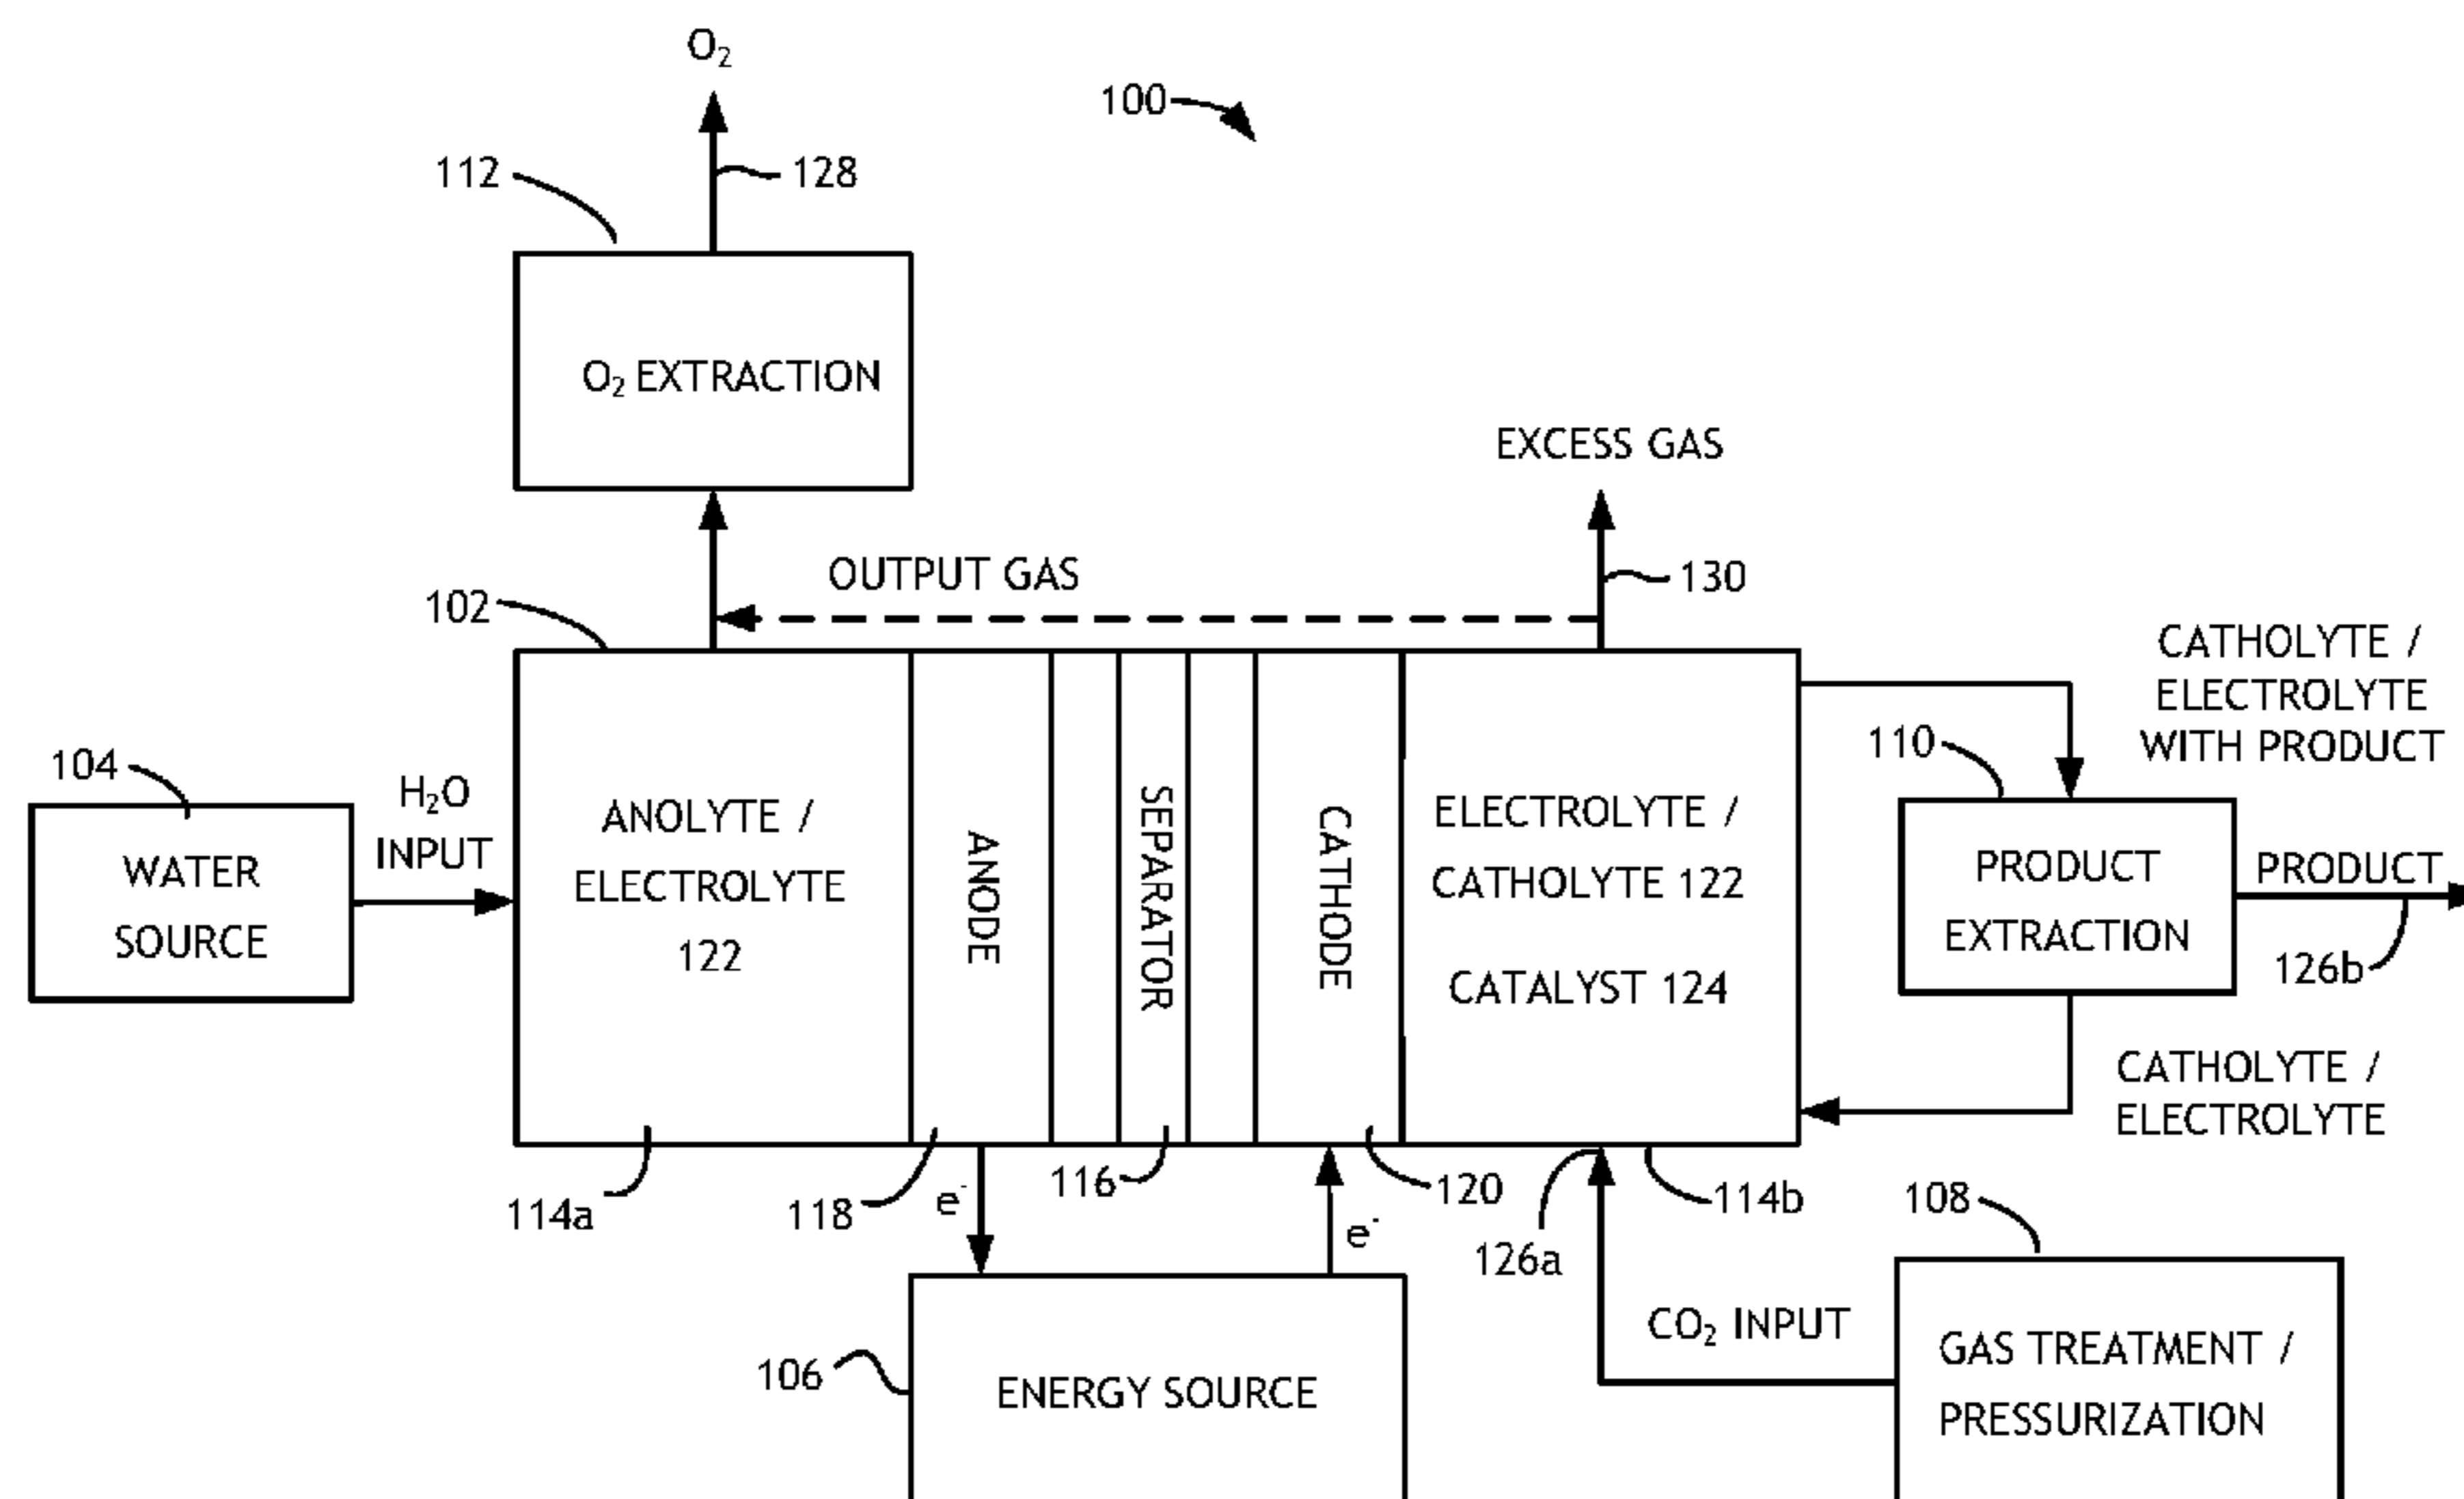 O₂
100
112
128
O₂ EXTRACTION
EXCESS GAS
OUTPUT GAS
130
102
CATHOLYTE /
ELECTROLYTE
WITH PRODUCT
110
104
H₂O
INPUT
WATER
SOURCE
ANOLYTE /
ELECTROLYTE
122
ANODE
SEPARATOR
CATHODE
ELECTROLYTE /
CATHOLYTE 122
CATALYST 124
PRODUCT
EXTRACTION
PRODUCT
126b
CATHOLYTE /
ELECTROLYTE
114a
118
e⁻
116
120
e⁻
126a
114b
108
106
ENERGY SOURCE
CO₂ INPUT
GAS TREATMENT /
PRESSURIZATION